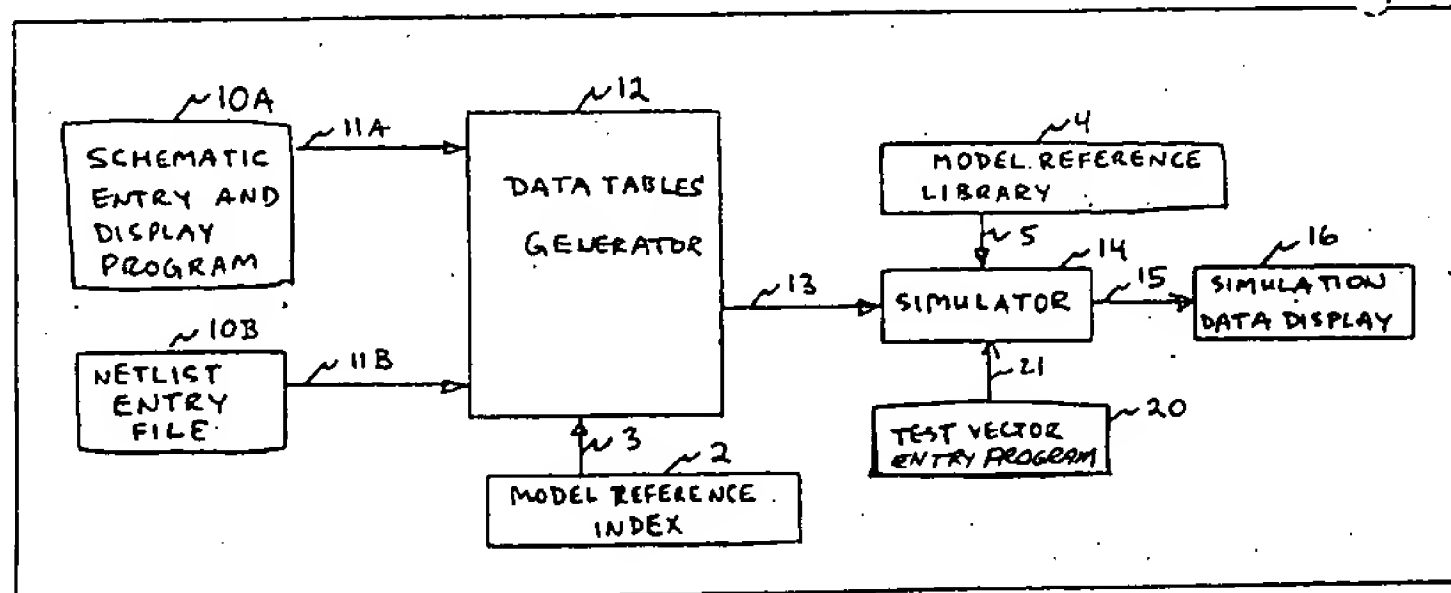 10A
SCHEMATIC
ENTRY AND
DISPLAY
PROGRAM
11A
10B
NETLIST
ENTRY
FILE
11B
12
DATA TABLES
GENERATOR
3
2
MODEL REFERENCE
INDEX
13
4
MODEL REFERENCE
LIBRARY
5
14
SIMULATOR
15
16
SIMULATION
DATA DISPLAY
21
20
TEST VECTOR
ENTRY PROGRAM